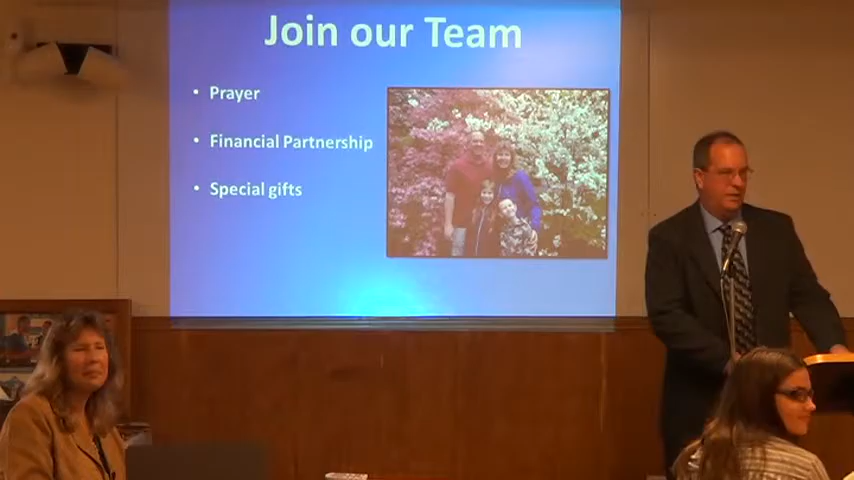 Join our Team
• Prayer
• Financial Partnership
• Special gifts